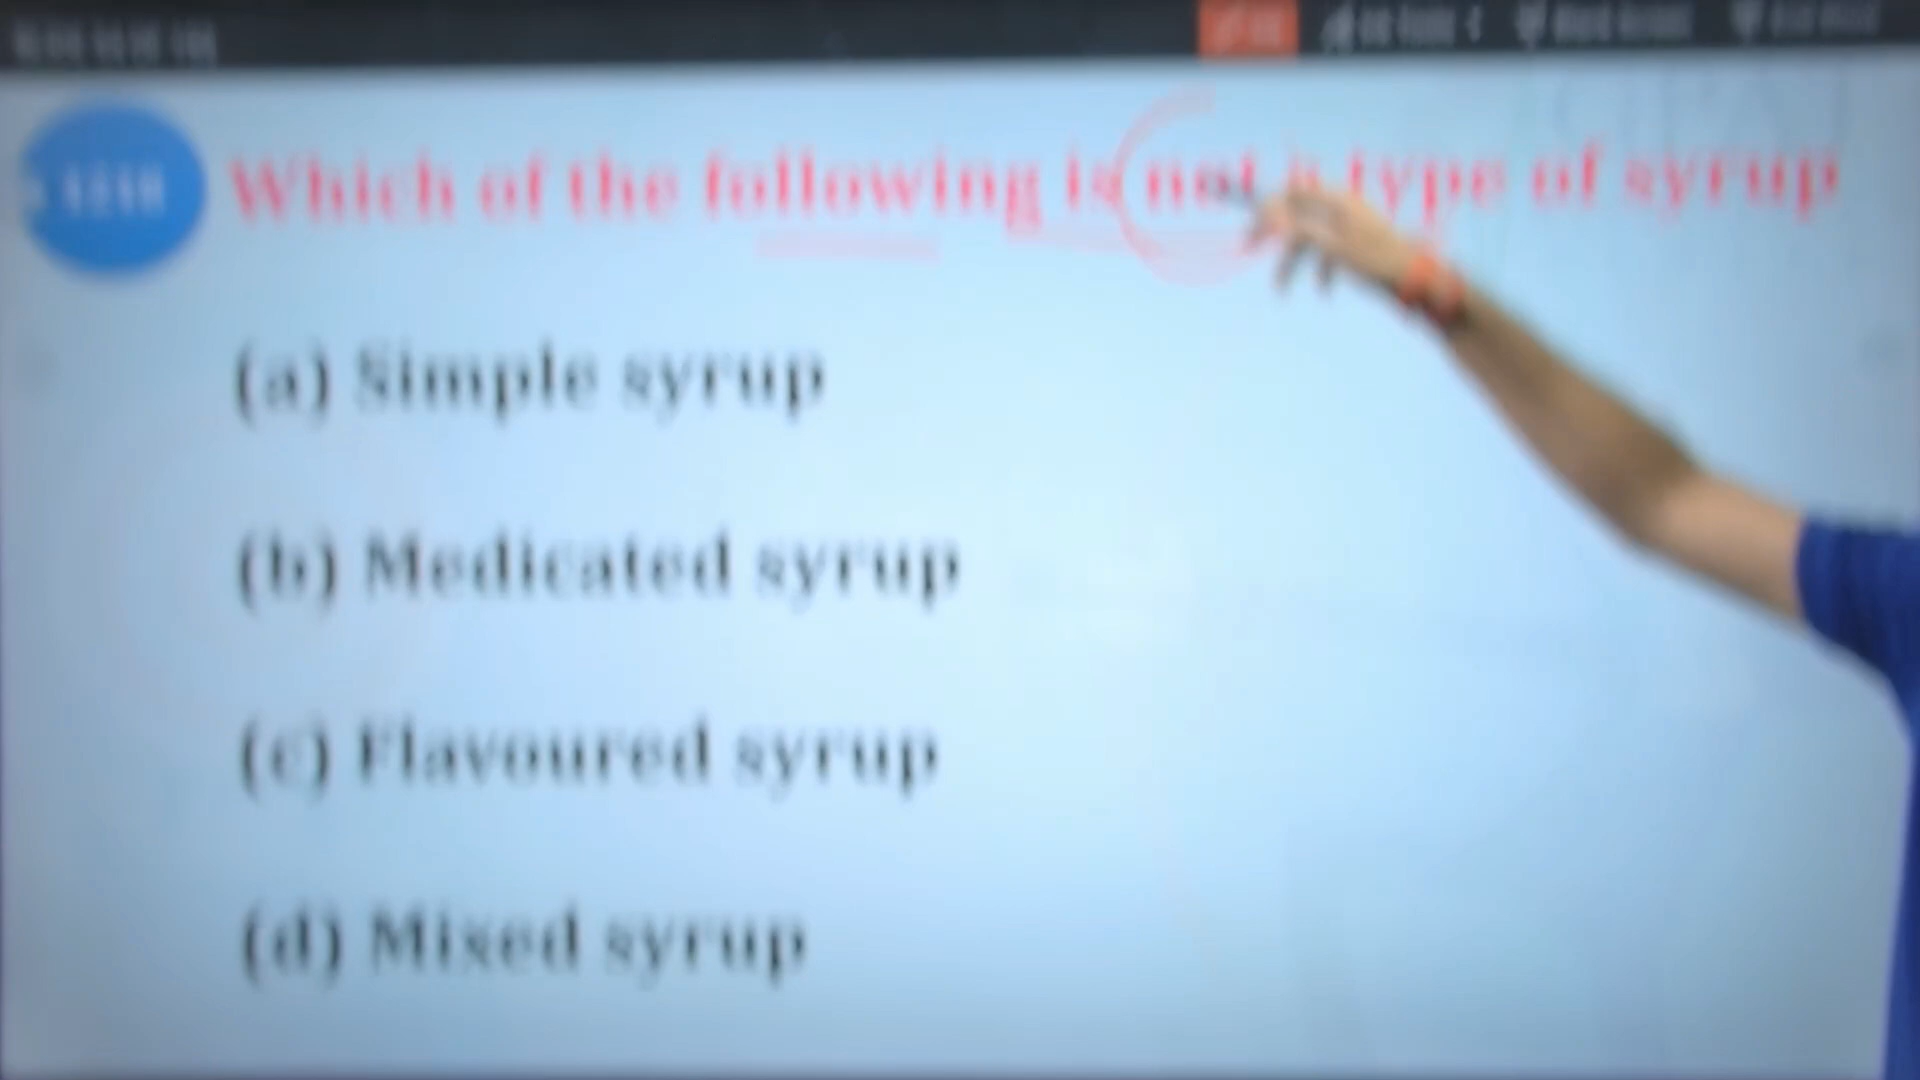 Which of the following is not a type of syrup
(a) Simple syrup
(b) Medicated syrup
(c) Flavoured syrup
(d) Mixed syrup